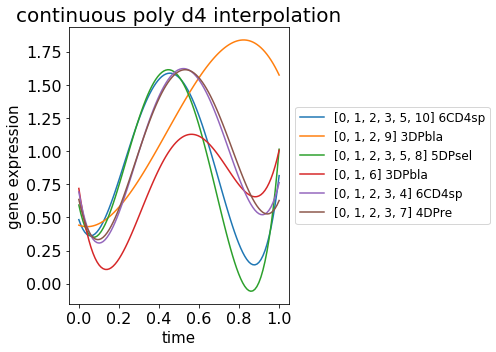 continuous poly d4 interpolation
gene expression
1.75
1.50
1.25
1.00
0.75
0.50
0.25
0.00
0.0 0.2 0.4 0.6 0.8 1.0
time
[0, 1, 2, 3, 5, 10] 6CD4sp
[0, 1, 2, 9] 3DPbla
[0, 1, 2, 3, 5, 8] 5DPsel
[0, 1, 6] 3DPbla
[0, 1, 2, 3, 4] 6CD4sp
[0, 1, 2, 3, 7] 4DPre